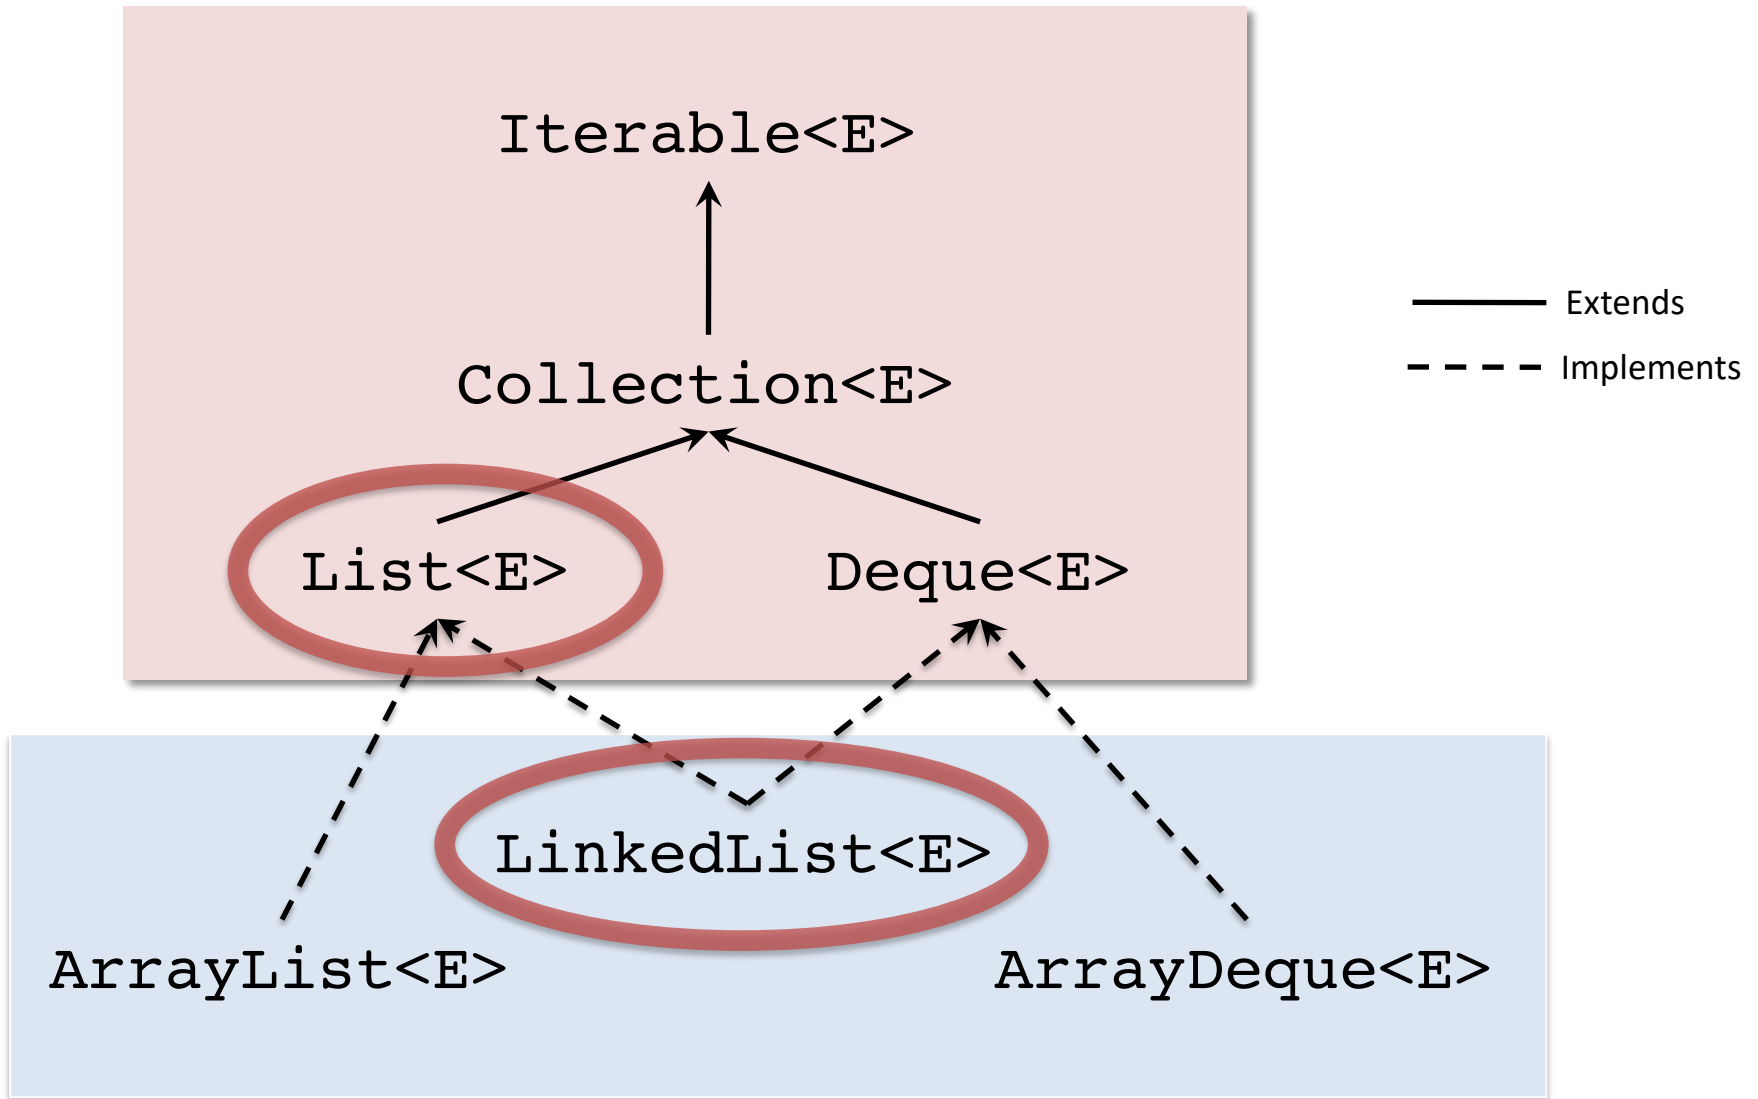 Iterable<E>
Extends
Implements
Collection<E>
List<E>
Deque<E>
LinkedList<E>
ArrayList<E>
ArrayDeque<E>